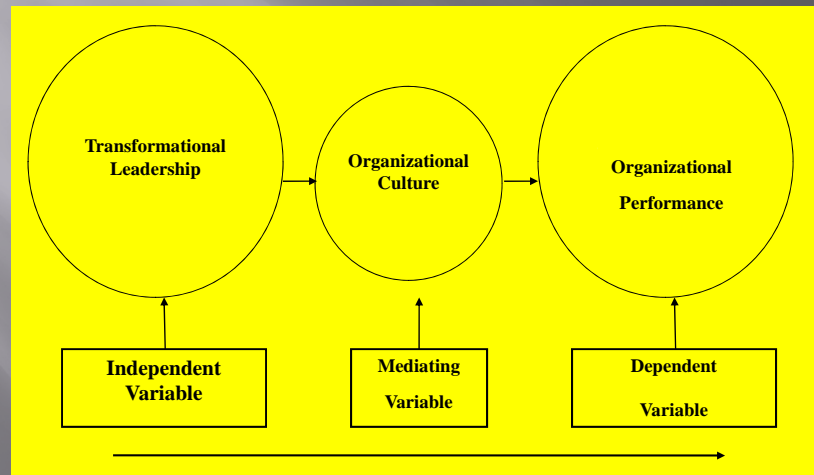 Transformational
Leadership
Organizational
Culture
Organizational
Performance
Independent
Variable
Mediating
Variable
Dependent
Variable